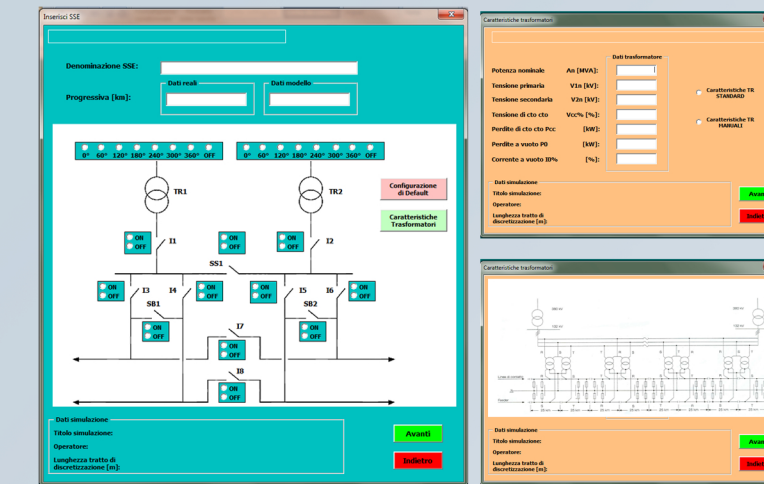 Inserisci SSE
Denominazione SSE:
Dati reali
Dati modello
Progressiva [km]:
0° 60° 120° 180° 240° 300° 360° OFF
0° 60° 120° 180° 240° 300° 360° OFF
TR1
TR2
Configurazione
di Default
Caratteristiche
Trasformatori
ON
OFF
I1
ON
OFF
I2
ON
OFF
SS1
ON
OFF
I3
I4
ON
OFF
ON
OFF
I5
I6
ON
OFF
SB1
SB2
ON
OFF
I7
ON
OFF
ON
OFF
I8
ON
OFF
Dati simulazione
Titolo simulazione:
Operatore:
Lunghezza tratto di
discretizzazione [m]:
Avanti
Indietro
Caratteristiche trasformatori
Dati trasformatore
Potenza nominale An [MVA]:
Tensione primaria V1n [kV]:
Tensione secondaria V2n [kV]:
Tensione di cto cto Vcc% [%]:
Perdite di cto cto Pcc [kW]:
Perdite a vuoto P0 [kW]:
Corrente a vuoto I0% [%]:
Caratteristiche TR
STANDARD
Caratteristiche TR
MANUALI
Dati simulazione
Titolo simulazione:
Operatore:
Lunghezza tratto di
discretizzazione [m]:
Avan
Indiet
Caratteristiche trasformatori
Dati simulazione
Titolo simulazione:
Operatore:
Lunghezza tratto di
discretizzazione [m]:
Avan
Indiet